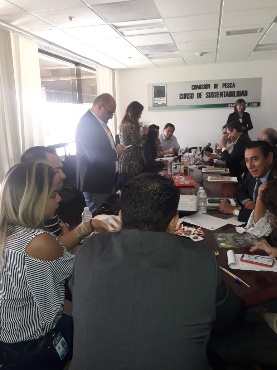 COMISIÓN DE PESCA
CURSO DE SUSTENTABILIDAD